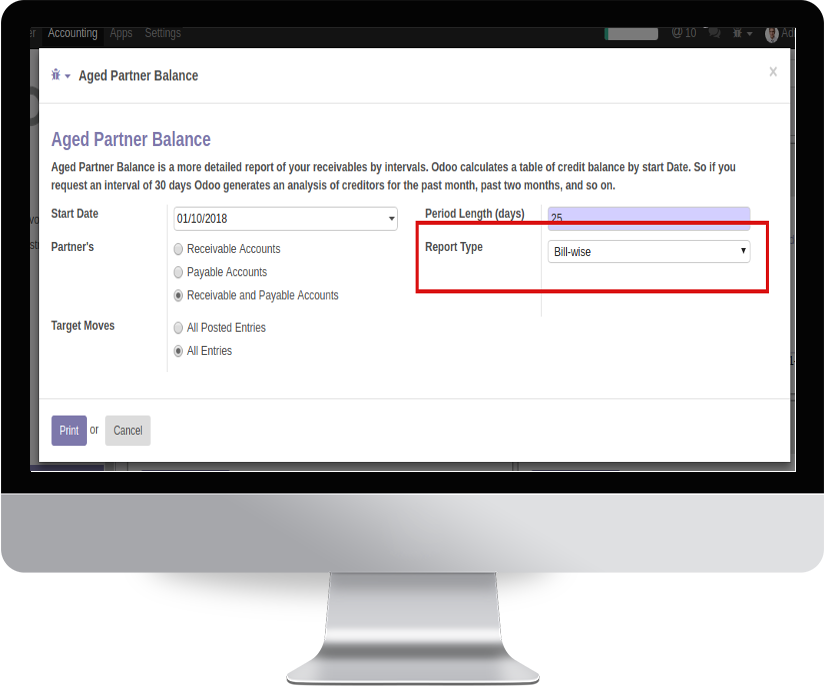 Accounting Apps Settings @ 10 Ad
Aged Partner Balance x
Aged Partner Balance
Aged Partner Balance is a more detailed report of your receivables by intervals. Odoo calculates a table of credit balance by start Date. So if you
request an interval of 30 days Odoo generates an analysis of creditors for the past month, past two months, and so on.
Start Date 01/10/2018 Period Length (days) 25
Partner's Receivable Accounts Report Type Bill-wise
Payable Accounts
Receivable and Payable Accounts
Target Moves All Posted Entries
All Entries
Print or Cancel